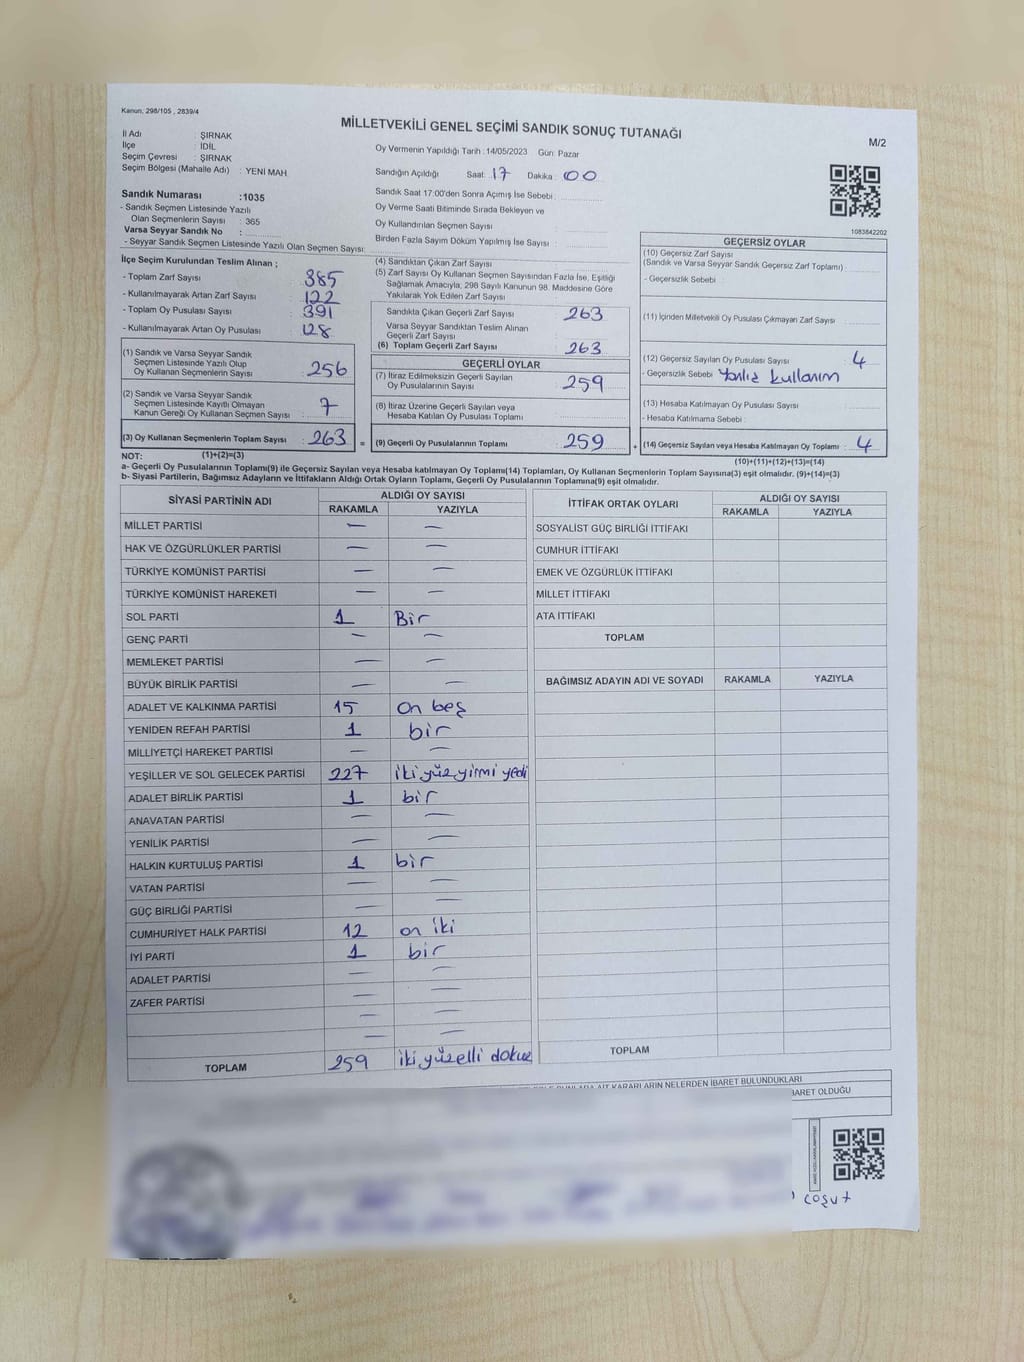 Kanun, 298/105 , 2839/4
MİLLETVEKİLİ GENEL SEÇİMİ SANDIK SONUÇ TUTANAĞI
M/2
İl Adı : ŞIRNAK
İlçe : İDİL
Seçim Çevresi : ŞIRNAK
Seçim Bölgesi (Mahalle Adı) : YENİ MAH.
Sandık Numarası :1035
- Sandık Seçmen Listesinde Yazılı
Olan Seçmenlerin Sayısı : 365
Varsa Seyyar Sandık No :
- Seyyar Sandık Seçmen Listesinde Yazılı Olan Seçmen Sayısı:
Oy Vermenin Yapıldığı Tarih :14/05/2023 Gün: Pazar
Sandığın Açıldığı Saat: 17 Dakika: 00
Sandık Saat 17:00'den Sonra Açımış İse Sebebi:
Oy Verme Saati Bitiminde Sırada Bekleyen ve
Oy Kullandırılan Seçmen Sayısı
Birden Fazla Sayım Döküm Yapılmış İse Sayısı :
1083842202
İlçe Seçim Kurulundan Teslim Alınan ;
- Toplam Zarf Sayısı : 385
- Kullanılmayarak Artan Zarf Sayısı : 122
- Toplam Oy Pusulası Sayısı : 391
- Kullanılmayarak Artan Oy Pusulası : 128
(1) Sandık ve Varsa Seyyar Sandık
Seçmen Listesinde Yazılı Olup
Oy Kullanan Seçmenlerin Sayısı : 256
(2) Sandık ve Varsa Seyyar Sandık
Seçmen Listesinde Kayıtlı Olmayan
Kanun Gereği Oy Kullanan Seçmen Sayısı : 7
(3) Oy Kullanan Seçmenlerin Toplam Sayısı : 263 =
(1)+(2)=(3)
(4) Sandıktan Çıkan Zarf Sayısı
(5) Zarf Sayısı Oy Kullanan Seçmen Sayısından Fazla İse, Eşitliği
Sağlamak Amacıyla, 298 Sayılı Kanunun 98. Maddesine Göre
Yakılarak Yok Edilen Zarf Sayısı
Sandıkta Çıkan Geçerli Zarf Sayısı : 263
Varsa Seyyar Sandıktan Teslim Alınan
Geçerli Zarf Sayısı
(6) Toplam Geçerli Zarf Sayısı : 263
GEÇERLİ OYLAR
(7) İtiraz Edilmeksizin Geçerli Sayılan
Oy Pusulalarının Sayısı : 259
(8) İtiraz Üzerine Geçerli Sayılan veya
Hesaba Katılan Oy Pusulası Toplamı
(9) Geçerli Oy Pusulalarının Toplamı : 259 +
GEÇERSİZ OYLAR
(10) Geçersiz Zarf Sayısı
(Sandık ve Varsa Seyyar Sandık Geçersiz Zarf Toplamı) :
- Geçersizlik Sebebi :
(11) İçinden Milletvekili Oy Pusulası Çıkmayan Zarf Sayısı :
(12) Geçersiz Sayılan Oy Pusulası Sayısı : 4
- Geçersizlik Sebebi : Yanlız kullanım
(13) Hesaba Katılmayan Oy Pusulası Sayısı :
- Hesaba Katılmama Sebebi :
(14) Geçersiz Sayılan veya Hesaba Katılmayan Oy Toplamı : 4
(10)+(11)+(12)+(13)=(14)
NOT:
a- Geçerli Oy Pusulalarının Toplamı(9) ile Geçersiz Sayılan veya Hesaba katılmayan Oy Toplamı(14) Toplamları, Oy Kullanan Seçmenlerin Toplam Sayısına(3) eşit olmalıdır. (9)+(14)=(3)
b- Siyasi Partilerin, Bağımsız Adayların ve İttifakların Aldığı Ortak Oyların Toplamı, Geçerli Oy Pusulalarının Toplamına(9) eşit olmalıdır.
SİYASİ PARTİNİN ADI ALDIĞI OY SAYISI
RAKAMLA YAZIYLA
MİLLET PARTİSİ — —
HAK VE ÖZGÜRLÜKLER PARTİSİ — —
TÜRKİYE KOMÜNİST PARTİSİ — —
TÜRKİYE KOMÜNİST HAREKETİ — —
SOL PARTİ 1 Bir
GENÇ PARTİ — —
MEMLEKET PARTİSİ — —
BÜYÜK BİRLİK PARTİSİ — —
ADALET VE KALKINMA PARTİSİ 15 on beş
YENİDEN REFAH PARTİSİ 1 bir
MİLLİYETÇİ HAREKET PARTİSİ — —
YEŞİLLER VE SOL GELECEK PARTİSİ 227 iki yüz yirmi yedi
ADALET BİRLİK PARTİSİ 1 bir
ANAVATAN PARTİSİ — —
YENİLİK PARTİSİ — —
HALKIN KURTULUŞ PARTİSİ 1 bir
VATAN PARTİSİ — —
GÜÇ BİRLİĞİ PARTİSİ — —
CUMHURİYET HALK PARTİSİ 12 on iki
İYİ PARTİ 1 bir
ADALET PARTİSİ — —
ZAFER PARTİSİ — —
— —
— —
TOPLAM 259 iki yüz elli dokuz
İTTİFAK ORTAK OYLARI ALDIĞI OY SAYISI
RAKAMLA YAZIYLA
SOSYALİST GÜÇ BİRLİĞİ İTTİFAKI
CUMHUR İTTİFAKI
EMEK VE ÖZGÜRLÜK İTTİFAKI
MİLLET İTTİFAKI
ATA İTTİFAKI
TOPLAM
BAĞIMSIZ ADAYIN ADI VE SOYADI RAKAMLA YAZIYLA
TOPLAM
AİT KARARLARIN NELERDEN İBARET BULUNDUKLARI
BARET OLDUĞU
coşut